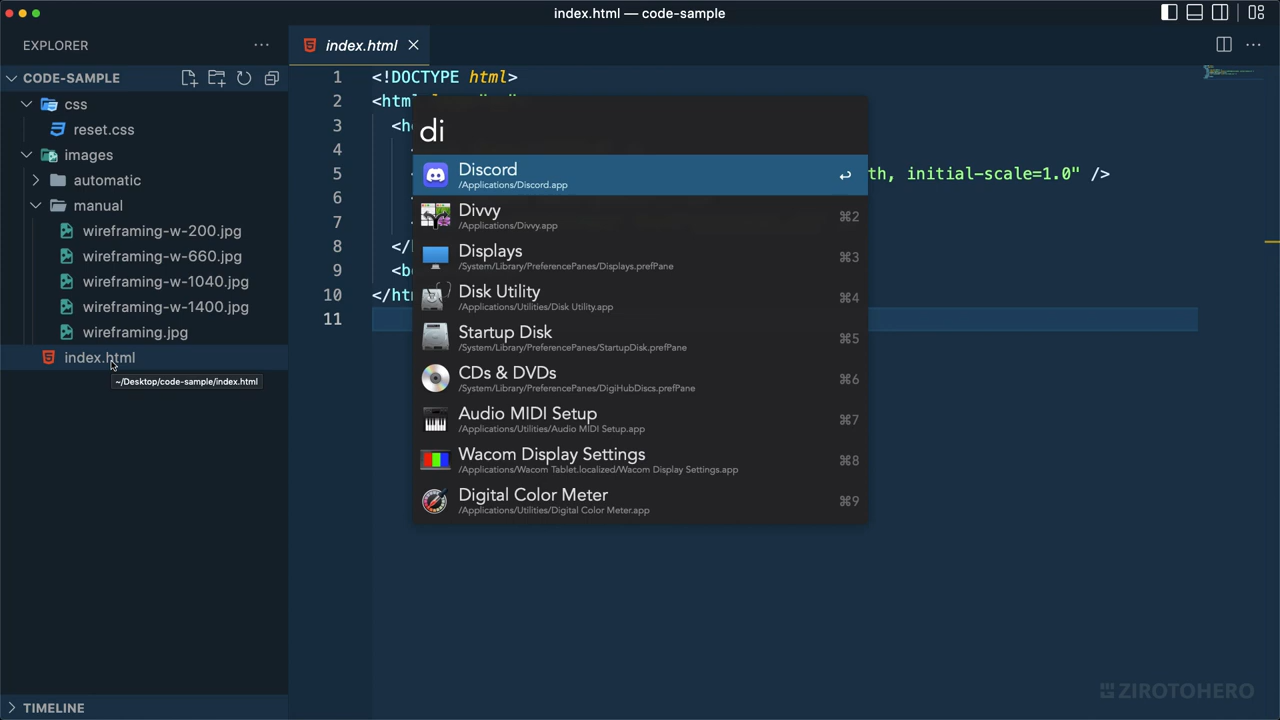 index.html — code-sample
EXPLORER
index.html
CODE-SAMPLE
css
reset.css
images
automatic
manual
wireframing-w-200.jpg
wireframing-w-660.jpg
wireframing-w-1040.jpg
wireframing-w-1400.jpg
wireframing.jpg
index.html
~/Desktop/code-sample/index.html
TIMELINE
1 <!DOCTYPE html>
2 <html
3 <h
4 <
5 < th, initial-scale=1.0" />
6 <
7 <
8 </
9 <b
10 </ht
11
di
Discord
/Applications/Discord.app
↩
Divvy
/Applications/Divvy.app
⌘2
Displays
/System/Library/PreferencePanes/Displays.prefPane
⌘3
Disk Utility
/Applications/Utilities/Disk Utility.app
⌘4
Startup Disk
/System/Library/PreferencePanes/StartupDisk.prefPane
⌘5
CDs & DVDs
/System/Library/PreferencePanes/DigiHubDiscs.prefPane
⌘6
Audio MIDI Setup
/Applications/Utilities/Audio MIDI Setup.app
⌘7
Wacom Display Settings
/Applications/Wacom Tablet.localized/Wacom Display Settings.app
⌘8
Digital Color Meter
/Applications/Utilities/Digital Color Meter.app
⌘9
ZIROTOHERO